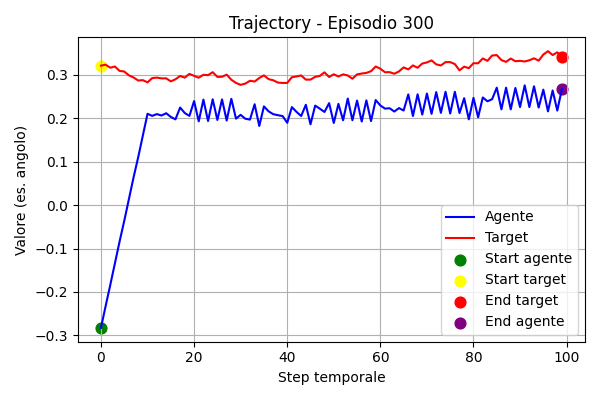 Trajectory - Episodio 300
Valore (es. angolo)
0.3
0.2
0.1
0.0
−0.1
−0.2
−0.3
0
20
40
60
80
100
Step temporale
Agente
Target
Start agente
Start target
End target
End agente